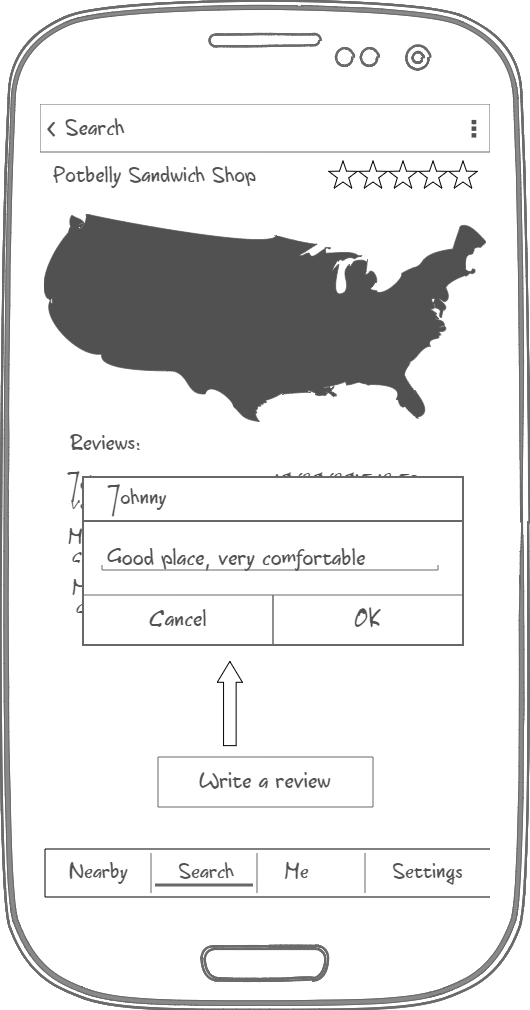 Search
Potbelly Sandwich Shop
Reviews:
Johnny
Good place, very comfortable
Cancel OK
Write a review
Nearby Search Me Settings